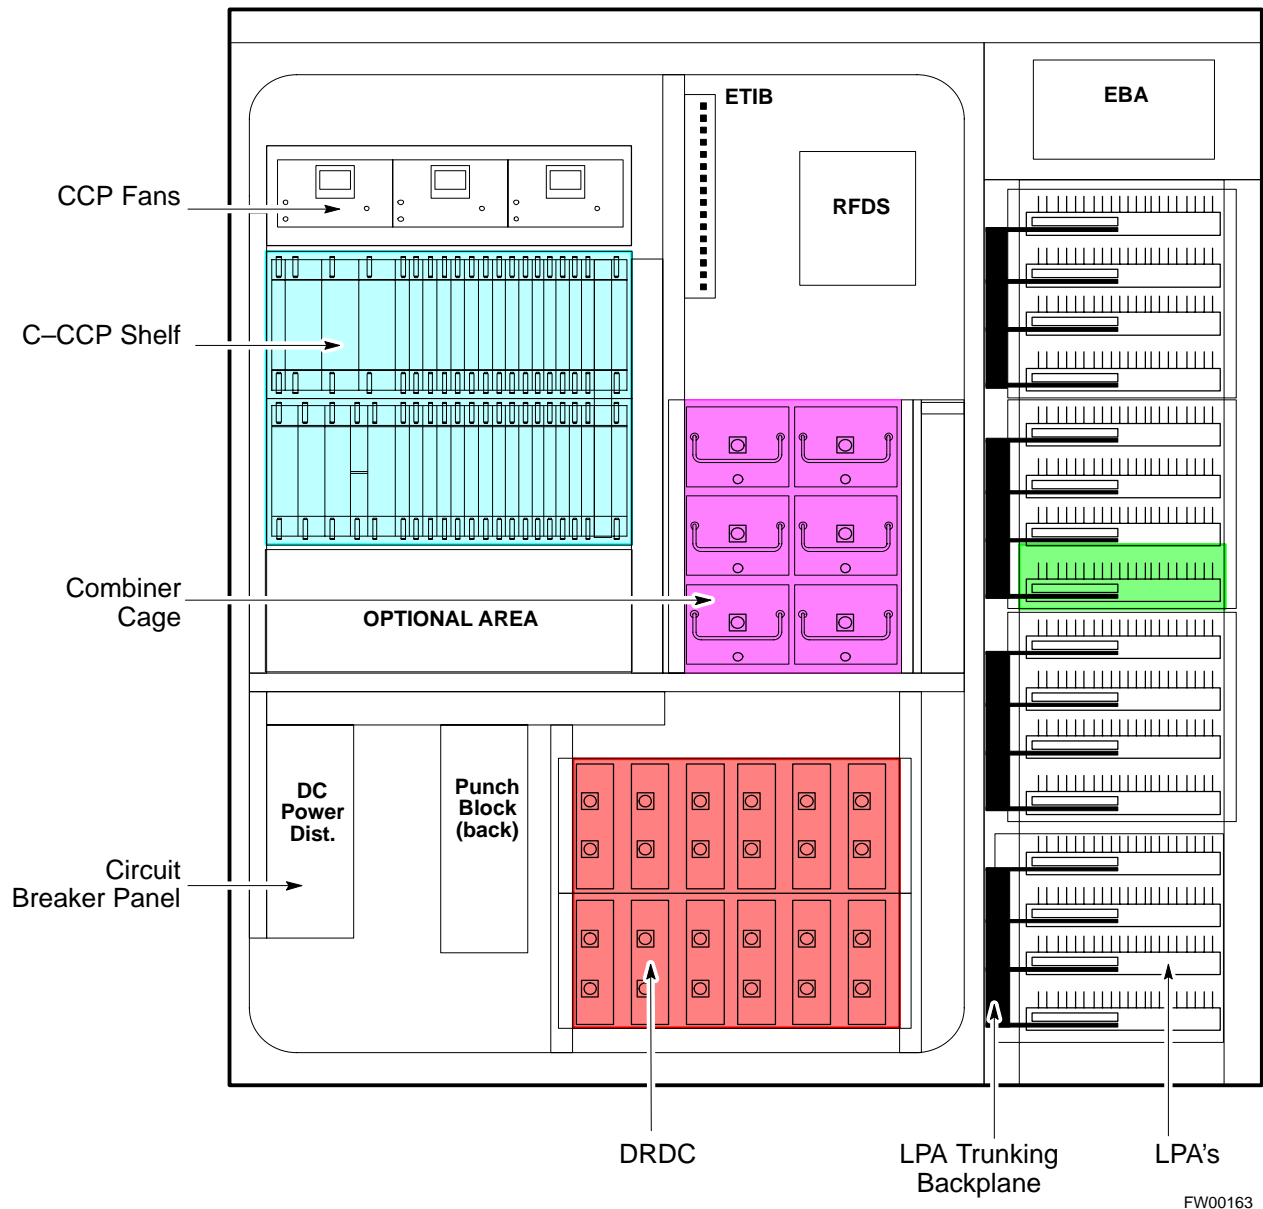 ETIB
EBA
CCP Fans
RFDS
C–CCP Shelf
Combiner
Cage
OPTIONAL AREA
DC
Power
Dist.
Punch
Block
(back)
Circuit
Breaker Panel
DRDC
LPA Trunking
Backplane
LPA's
FW00163